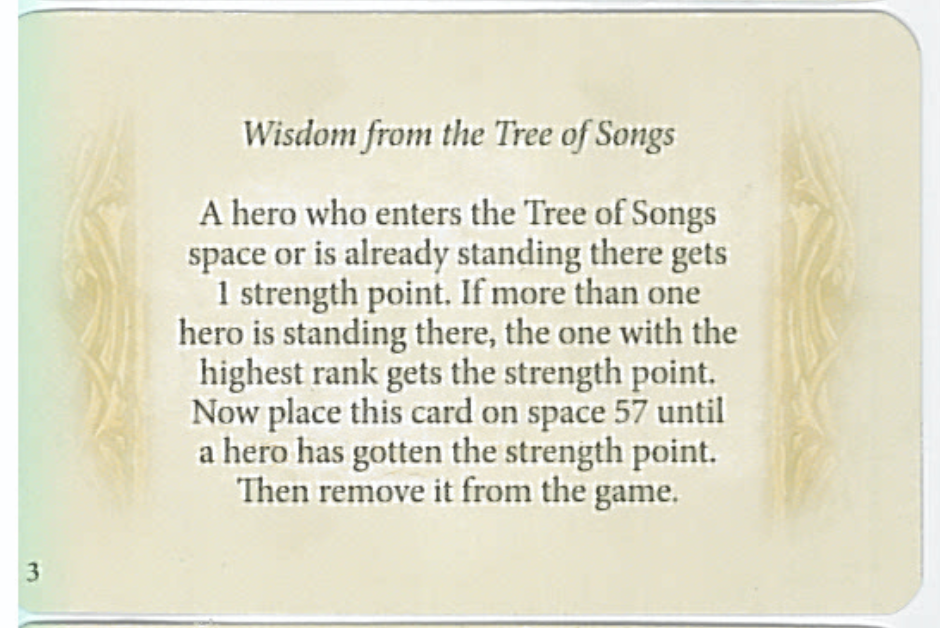 Wisdom from the Tree of Songs
A hero who enters the Tree of Songs
space or is already standing there gets
1 strength point. If more than one
hero is standing there, the one with the
highest rank gets the strength point.
Now place this card on space 57 until
a hero has gotten the strength point.
Then remove it from the game.
3